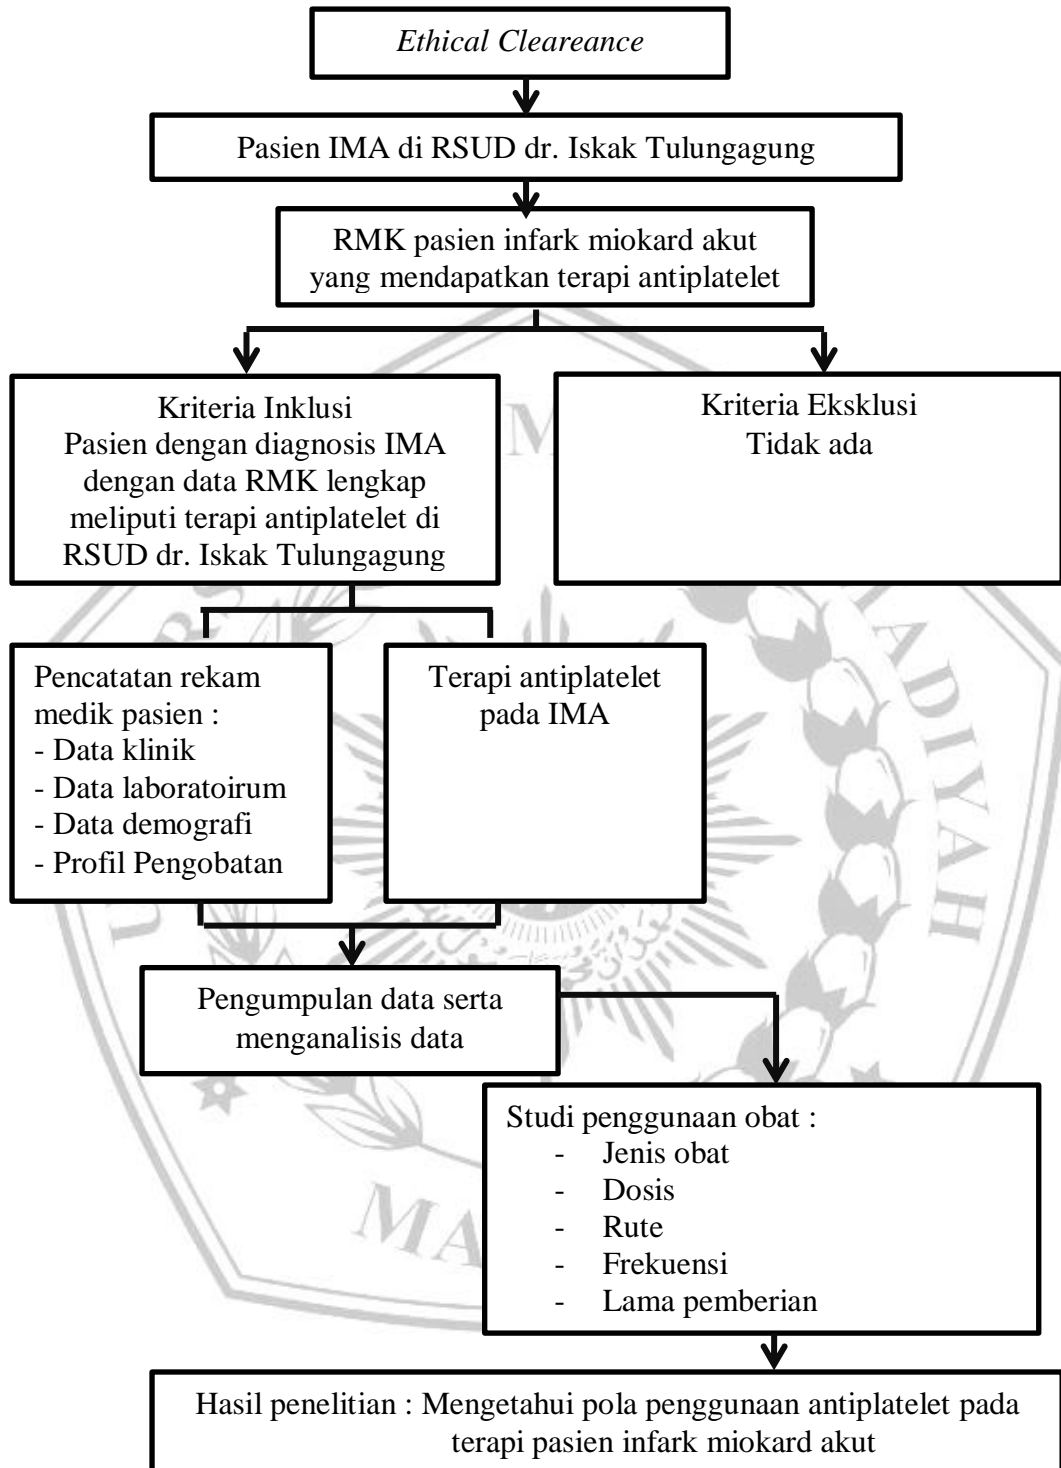 Ethical Cleareance
Pasien IMA di RSUD dr. Iskak Tulungagung
RMK pasien infark miokard akut
yang mendapatkan terapi antiplatelet
Kriteria Inklusi
Pasien dengan diagnosis IMA
dengan data RMK lengkap
meliputi terapi antiplatelet di
RSUD dr. Iskak Tulungagung
Kriteria Eksklusi
Tidak ada
Pencatatan rekam
medik pasien :
- Data klinik
- Data laboratoirum
- Data demografi
- Profil Pengobatan
Terapi antiplatelet
pada IMA
Pengumpulan data serta
menganalisis data
Studi penggunaan obat :
- Jenis obat
- Dosis
- Rute
- Frekuensi
- Lama pemberian
Hasil penelitian : Mengetahui pola penggunaan antiplatelet pada
terapi pasien infark miokard akut